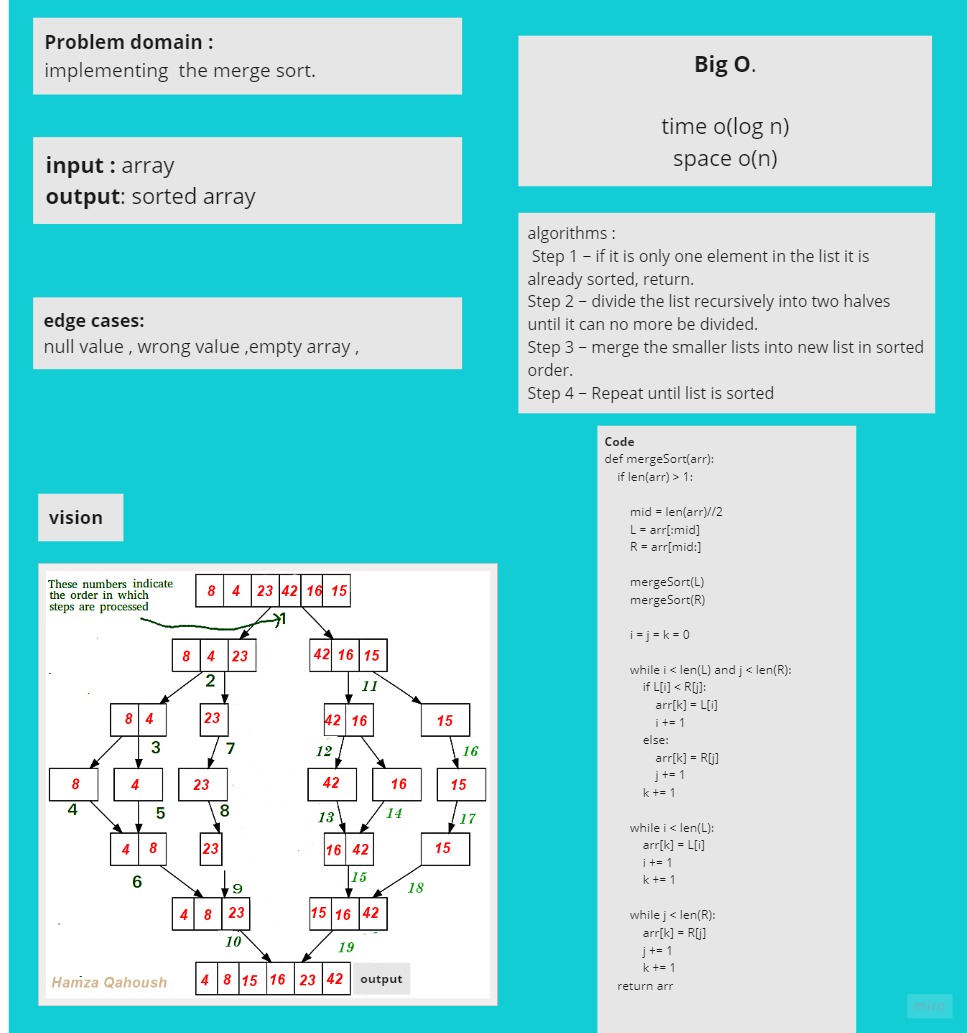 Problem domain :
implementing  the merge sort.
Big O.
time o(log n)
space o(n)
input : array
output: sorted array
algorithms :
Step 1 – if it is only one element in the list it is
already sorted, return.
Step 2 – divide the list recursively into two halves
until it can no more be divided.
Step 3 – merge the smaller lists into new list in sorted
order.
Step 4 – Repeat until list is sorted
edge cases:
null value , wrong value ,empty array ,
vision
These numbers indicate
the order in which
steps are processed
8 4 23 42 16 15
1
8 4 23
42 16 15
2
11
8 4
23
42 16
15
3
7
12
16
8
4
23
42
16
15
4
5
8
13
14
17
4 8
23
16 42
15
6
9
15
18
4 8 23
15 16 42
10
19
4 8 15 16 23 42
output
Hamza Qahoush
Code
def mergeSort(arr):
if len(arr) > 1:
mid = len(arr)//2
L = arr[:mid]
R = arr[mid:]
mergeSort(L)
mergeSort(R)
i = j = k = 0
while i < len(L) and j < len(R):
if L[i] < R[j]:
arr[k] = L[i]
i += 1
else:
arr[k] = R[j]
j += 1
k += 1
while i < len(L):
arr[k] = L[i]
i += 1
k += 1
while j < len(R):
arr[k] = R[j]
j += 1
k += 1
return arr
miro